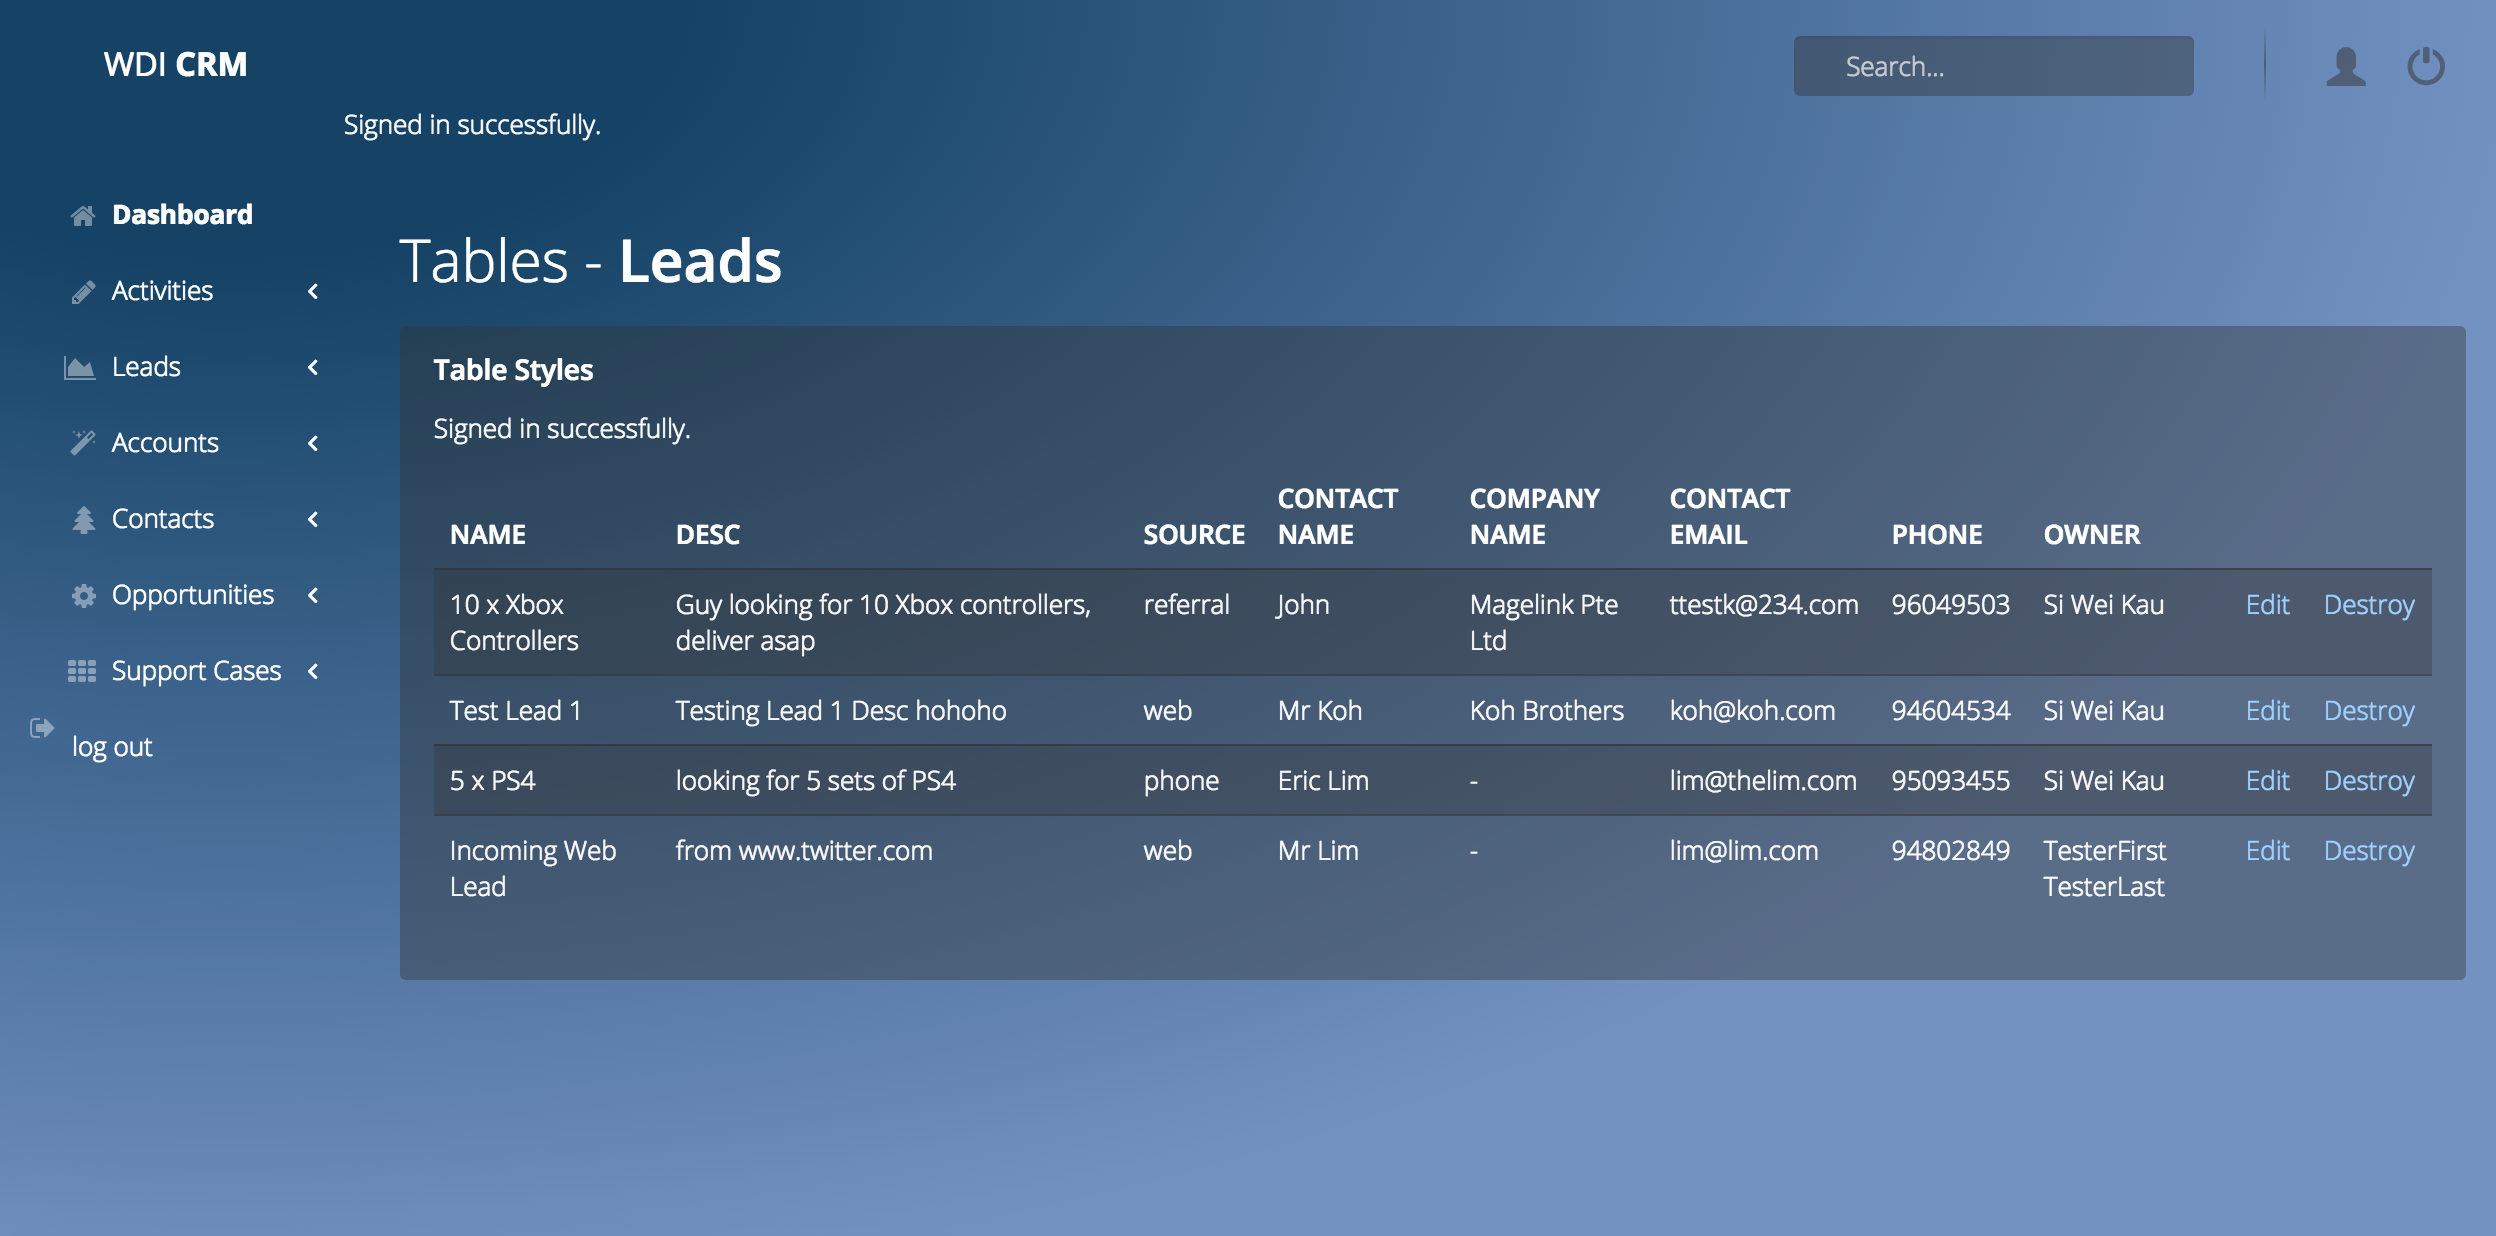 WDI CRM
Search...
Signed in successfully.
Dashboard
Activities
Leads
Accounts
Contacts
Opportunities
Support Cases
log out
Tables - Leads
Table Styles
Signed in successfully.
NAME DESC SOURCE CONTACT NAME COMPANY NAME CONTACT EMAIL PHONE OWNER
10 x Xbox Controllers Guy looking for 10 Xbox controllers, deliver asap referral John Magelink Pte Ltd ttestk@234.com 96049503 Si Wei Kau Edit Destroy
Test Lead 1 Testing Lead 1 Desc hohoho web Mr Koh Koh Brothers koh@koh.com 94604534 Si Wei Kau Edit Destroy
5 x PS4 looking for 5 sets of PS4 phone Eric Lim - lim@thelim.com 95093455 Si Wei Kau Edit Destroy
Incoming Web Lead from www.twitter.com web Mr Lim - lim@lim.com 94802849 TesterFirst TesterLast Edit Destroy